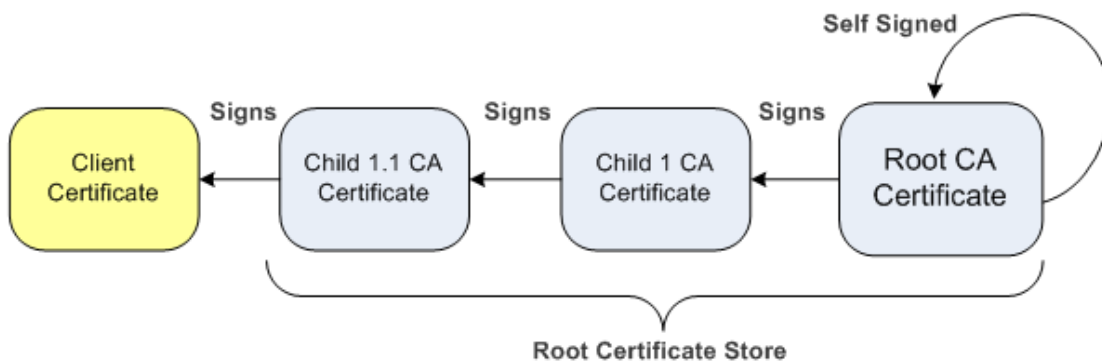 Self Signed
Signs
Signs
Signs
Client
Certificate
Child 1.1 CA
Certificate
Child 1 CA
Certificate
Root CA
Certificate
Root Certificate Store